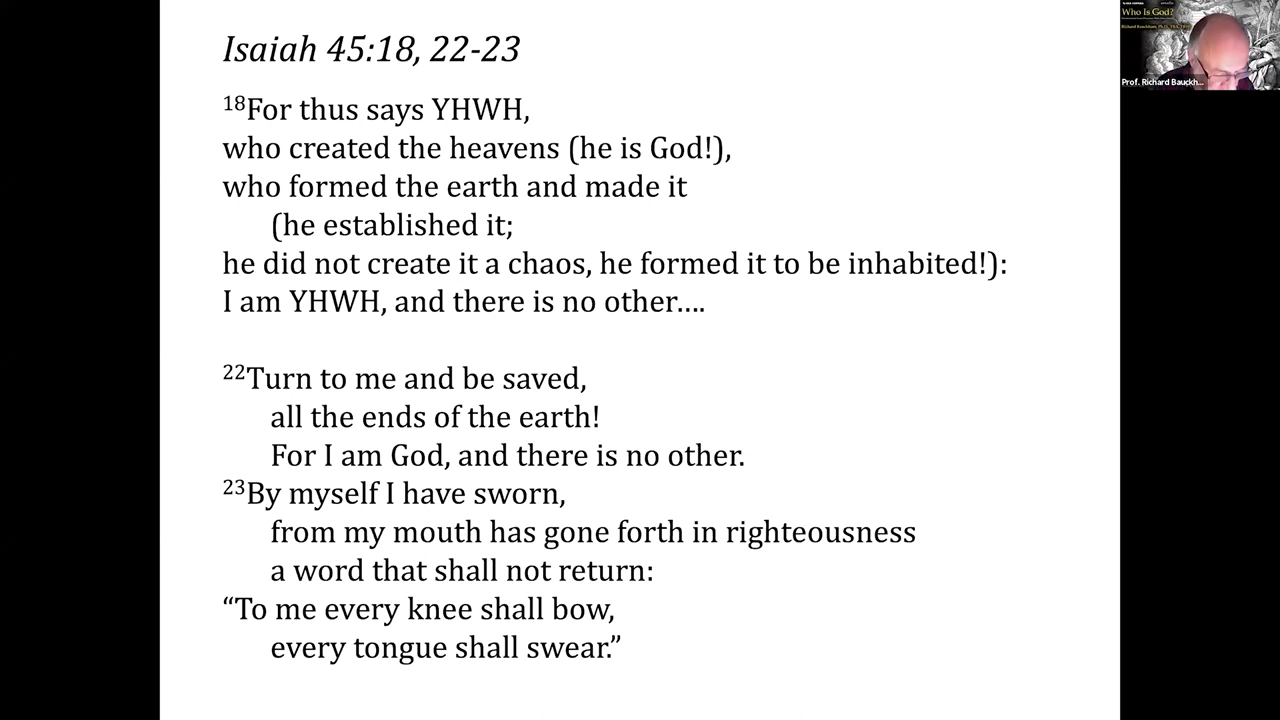 Isaiah 45:18, 22-23
18For thus says YHWH,
who created the heavens (he is God!),
who formed the earth and made it
(he established it;
he did not create it a chaos, he formed it to be inhabited!):
I am YHWH, and there is no other....
22Turn to me and be saved,
all the ends of the earth!
For I am God, and there is no other.
23By myself I have sworn,
from my mouth has gone forth in righteousness
a word that shall not return:
“To me every knee shall bow,
every tongue shall swear.”
Who Is God?
Prof. Richard Bauckh...